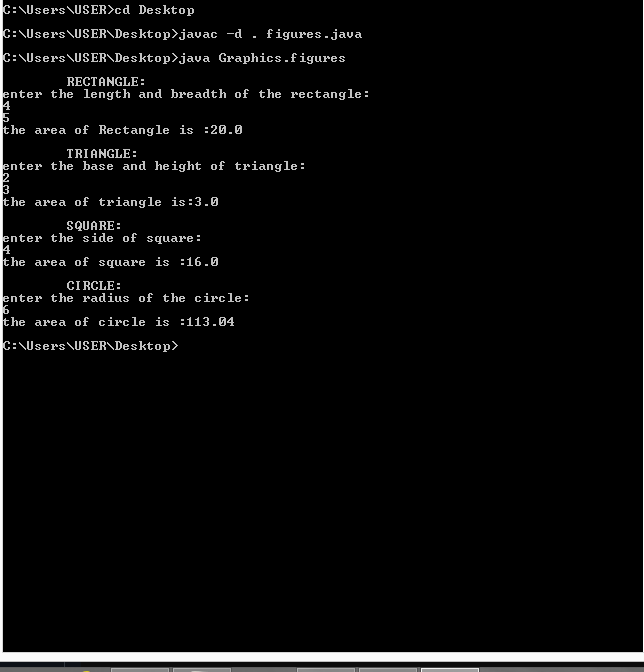 C:\Users\USER>cd Desktop
C:\Users\USER\Desktop>javac -d . figures.java
C:\Users\USER\Desktop>java Graphics.figures
RECTANGLE:
enter the length and breadth of the rectangle:
4
5
the area of Rectangle is :20.0
TRIANGLE:
enter the base and height of triangle:
2
3
the area of triangle is:3.0
SQUARE:
enter the side of square:
4
the area of square is :16.0
CIRCLE:
enter the radius of the circle:
6
the area of circle is :113.04
C:\Users\USER\Desktop>